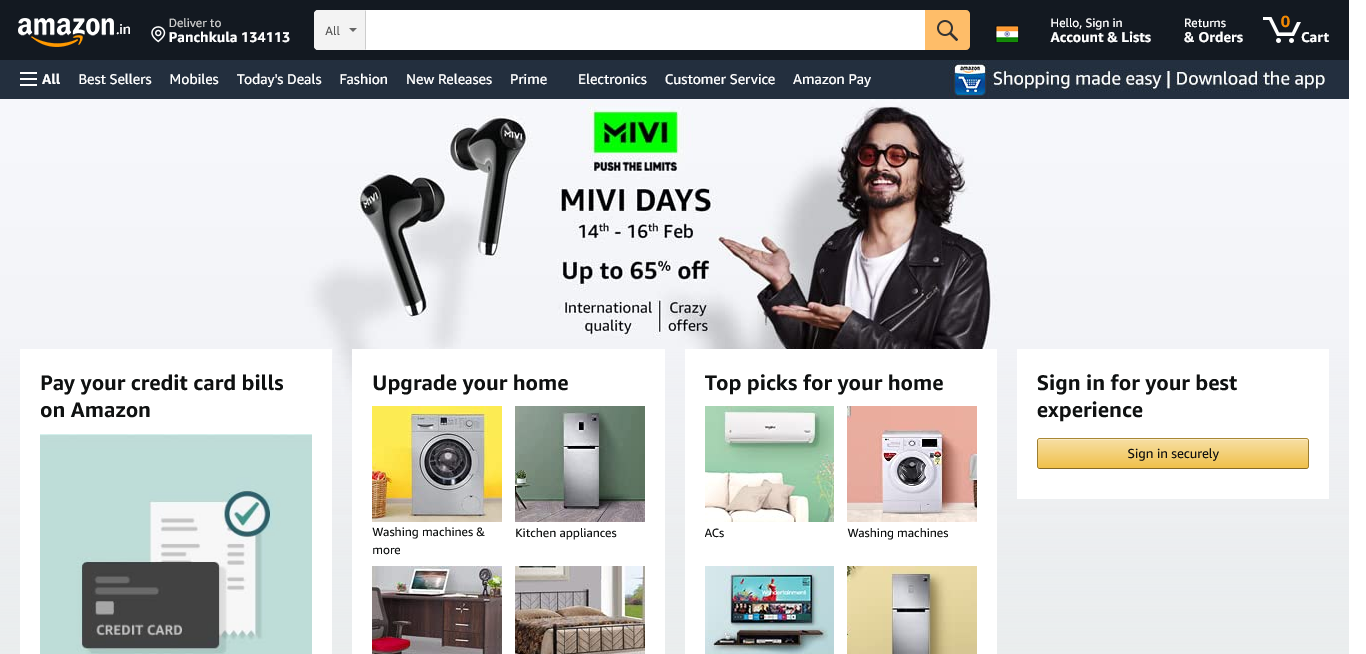 amazon.in
Deliver to
Panchkula 134113
All
Hello, Sign in
Account & Lists
Returns
& Orders
0
Cart
All
Best Sellers
Mobiles
Today's Deals
Fashion
New Releases
Prime
Electronics
Customer Service
Amazon Pay
amazon
Shopping made easy | Download the app
MIVI
MIVI
MIVI
PUSH THE LIMITS
MIVI DAYS
14th - 16th Feb
Up to 65% off
International
quality
Crazy
offers
Pay your credit card bills
on Amazon
CREDIT CARD
Upgrade your home
Washing machines &
more
Kitchen appliances
Top picks for your home
ACs
Washing machines
Sign in for your best
experience
Sign in securely